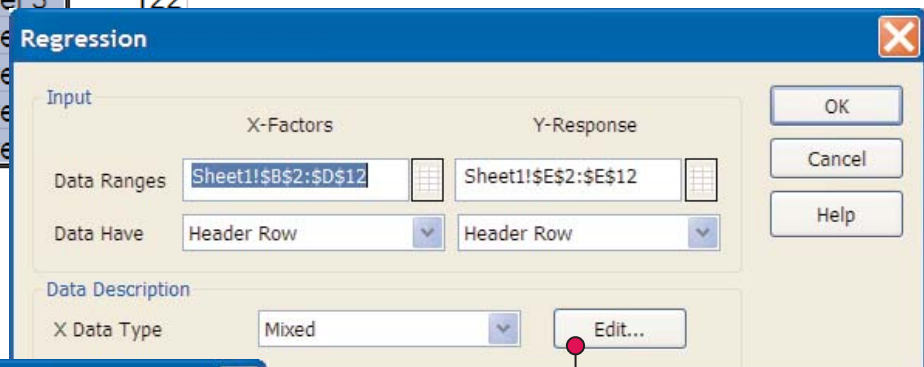 122
Regression
Input
X-Factors Y-Response
Data Ranges Sheet1!$B$2:$D$12 Sheet1!$E$2:$E$12
Data Have Header Row Header Row
Data Description
X Data Type Mixed Edit...
OK
Cancel
Help